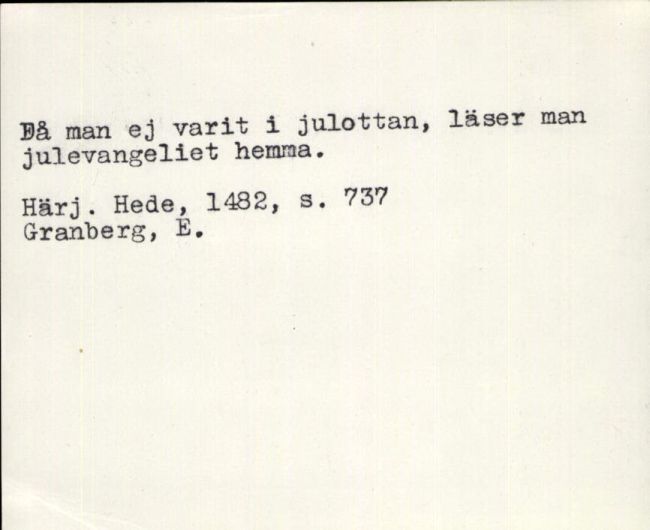 Då man ej varit i julottan, läser man
julevangeliet hemma.
Härj. Hede, 1482, s. 737
Granberg, E.